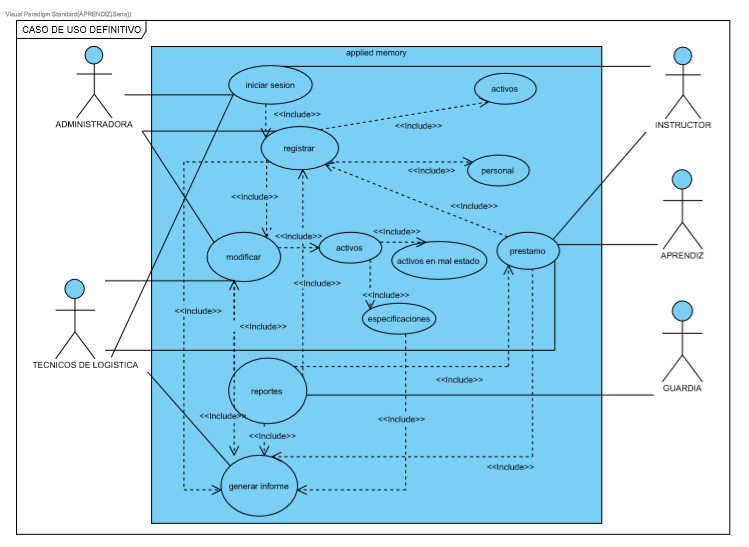 Visual Paradigm Standard(APRENDIZ(Sena))
CASO DE USO DEFINITIVO
applied memory
ADMINISTRADORA
iniciar sesion
activos
INSTRUCTOR
<<Include>>
<<Include>>
registrar
<<Include>>
personal
<<Include>>
<<Include>>
<<Include>>
<<Include>>
modificar
activos
activos en mal estado
prestamo
APRENDIZ
<<Include>>
<<Include>>
<<Include>>
especificaciones
TECNICOS DE LOGISTICA
<<Include>>
reportes
GUARDIA
<<Include>>
<<Include>>
<<Include>>
<<Include>>
generar informe